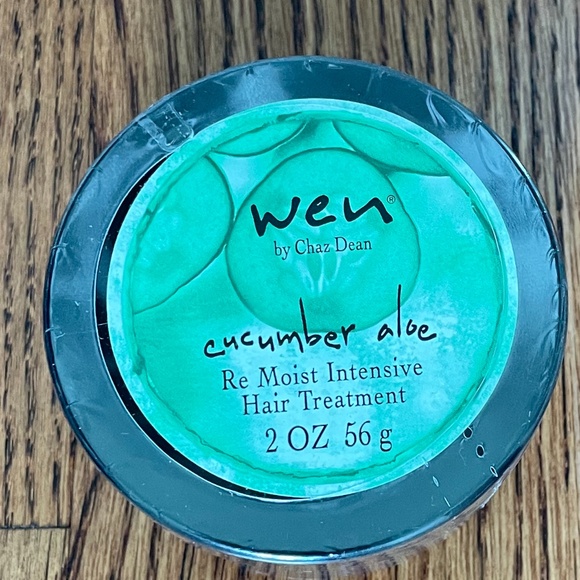 wen®
by Chaz Dean
cucumber aloe
Re Moist Intensive
Hair Treatment
2 OZ 56 g